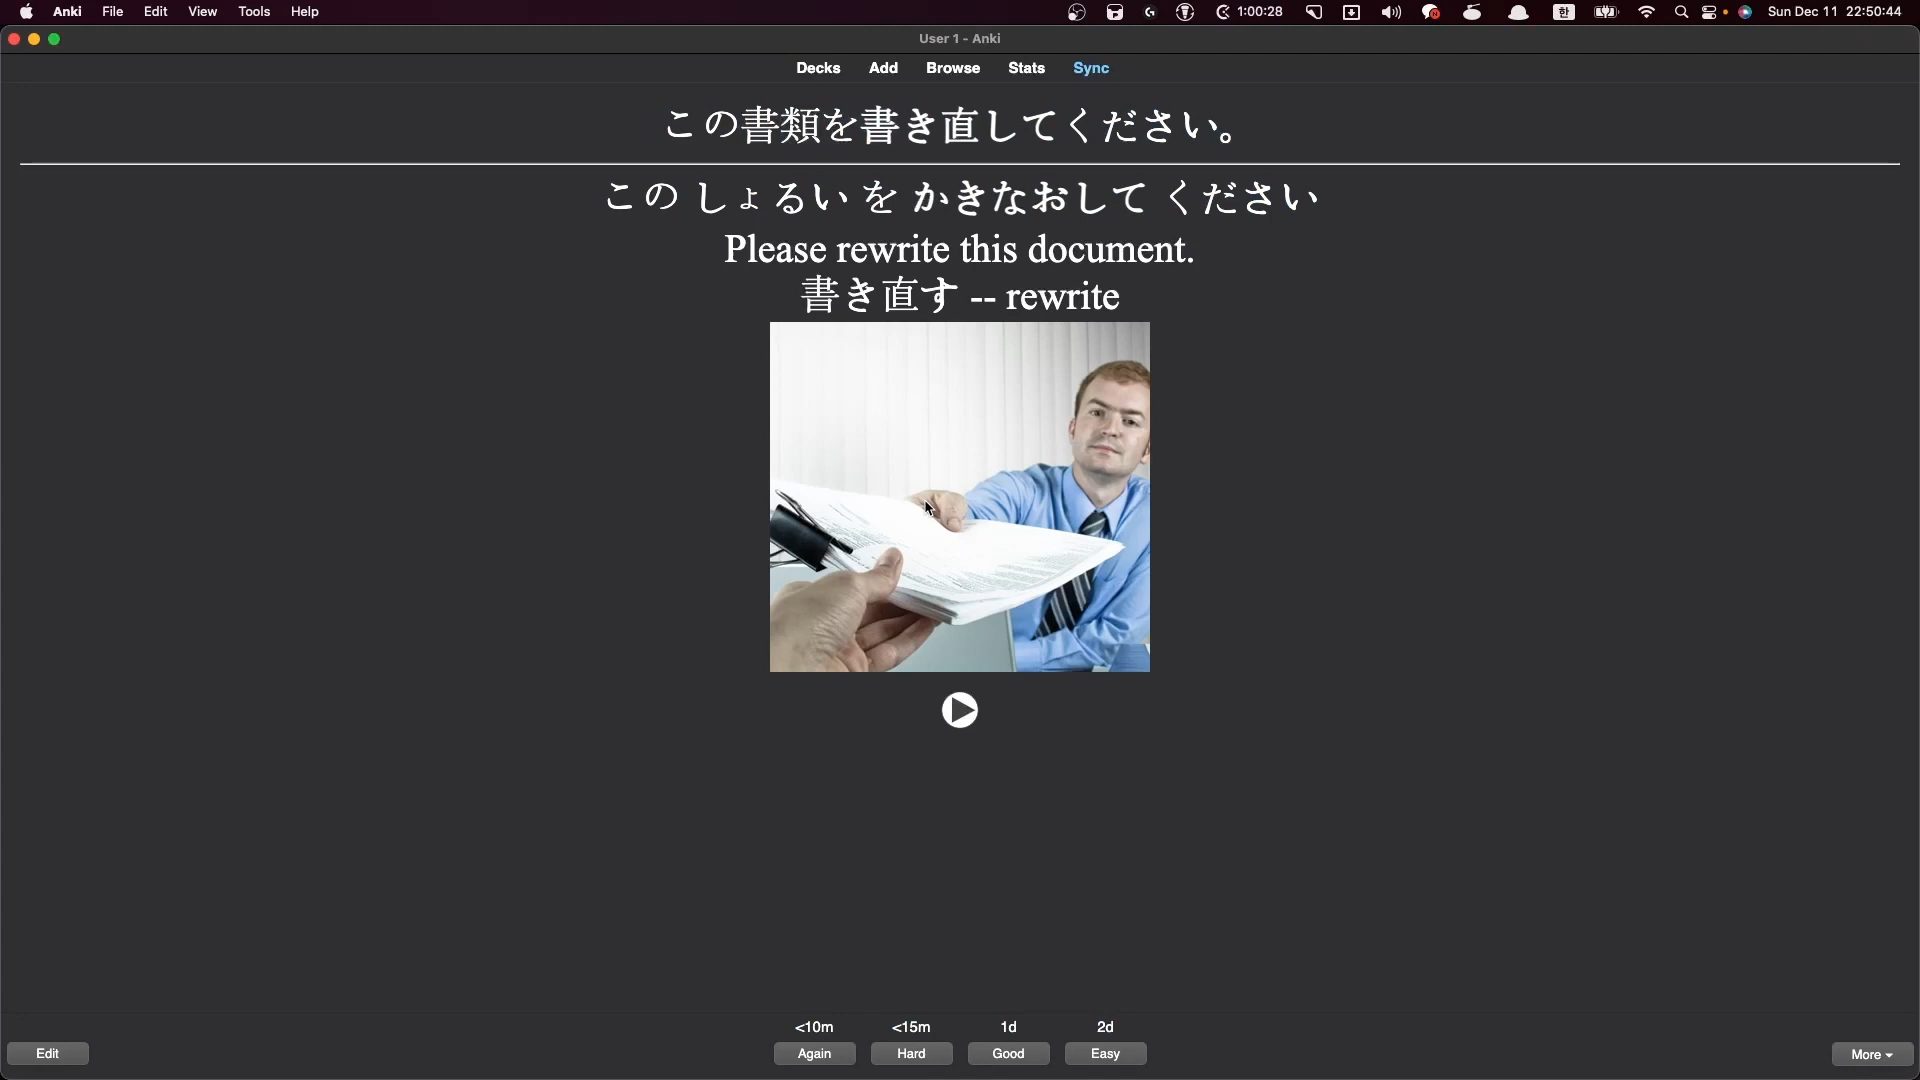 Anki File Edit View Tools Help 1:00:28 한 Sun Dec 11 22:50:44
User 1 - Anki
Decks Add Browse Stats Sync
この書類を書き直してください。
この しょるい を かきなおして ください
Please rewrite this document.
書き直す -- rewrite
<10m <15m 1d 2d
Edit Again Hard Good Easy More